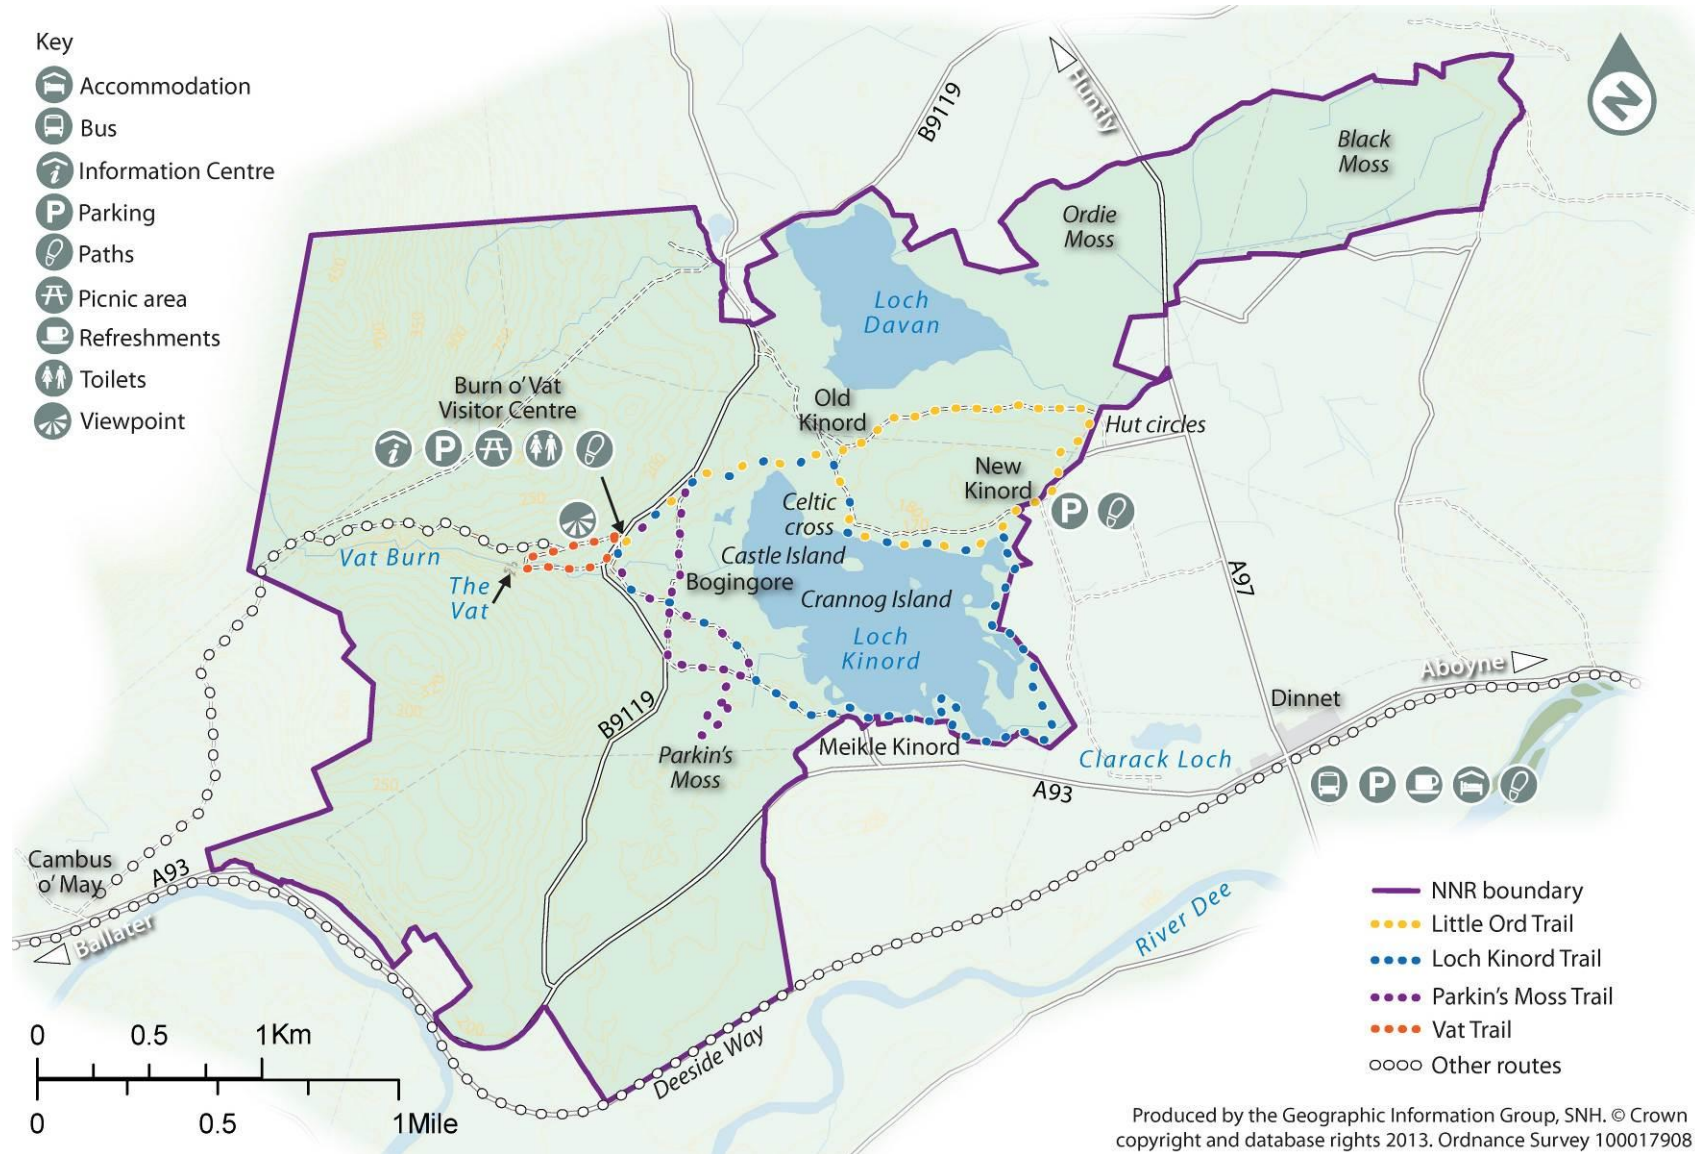 Key
Accommodation
Bus
Information Centre
Parking
Paths
Picnic area
Refreshments
Toilets
Viewpoint
B9119
Huntly
N
Black
Moss
Ordie
Moss
Loch
Davan
Burn o' Vat
Visitor Centre
Old
Kinord
Hut circles
New
Kinord
Celtic
cross
Castle Island
Bogingore
Crannog Island
Loch
Kinord
Vat Burn
The
Vat
A97
Aboyne
Dinnet
B9119
Parkin's
Moss
Meikle Kinord
Clarack Loch
A93
Cambus
o' May
A93
Ballater
River Dee
Deeside Way
NNR boundary
Little Ord Trail
Loch Kinord Trail
Parkin's Moss Trail
Vat Trail
Other routes
0 0.5 1Km
0 0.5 1Mile
Produced by the Geographic Information Group, SNH. © Crown
copyright and database rights 2013. Ordnance Survey 100017908